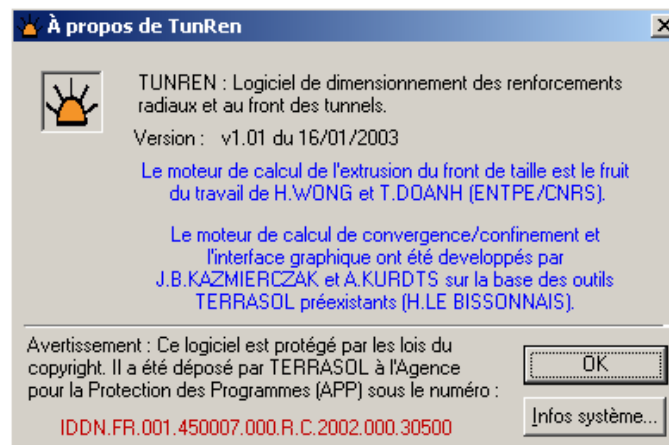 À propos de TunRen
TUNREN : Logiciel de dimensionnement des renforcements
radiaux et au front des tunnels.
Version :   v1.01 du 16/01/2003
Le moteur de calcul de l'extrusion du front de taille est le fruit
du travail de H.WONG et T.DOANH (ENTPE/CNRS).
Le moteur de calcul de convergence/confinement et
l'interface graphique ont été developpés par
J.B.KAZMIERCZAK et A.KURDTS sur la base des outils
TERRASOL préexistants (H.LE BISSONNAIS).
Avertissement : Ce logiciel est protégé par les lois du
copyright. Il a été déposé par TERRASOL à l'Agence
pour la Protection des Programmes (APP) sous le numéro :
IDDN.FR.001.450007.000.R.C.2002.000.30500
OK
Infos système...